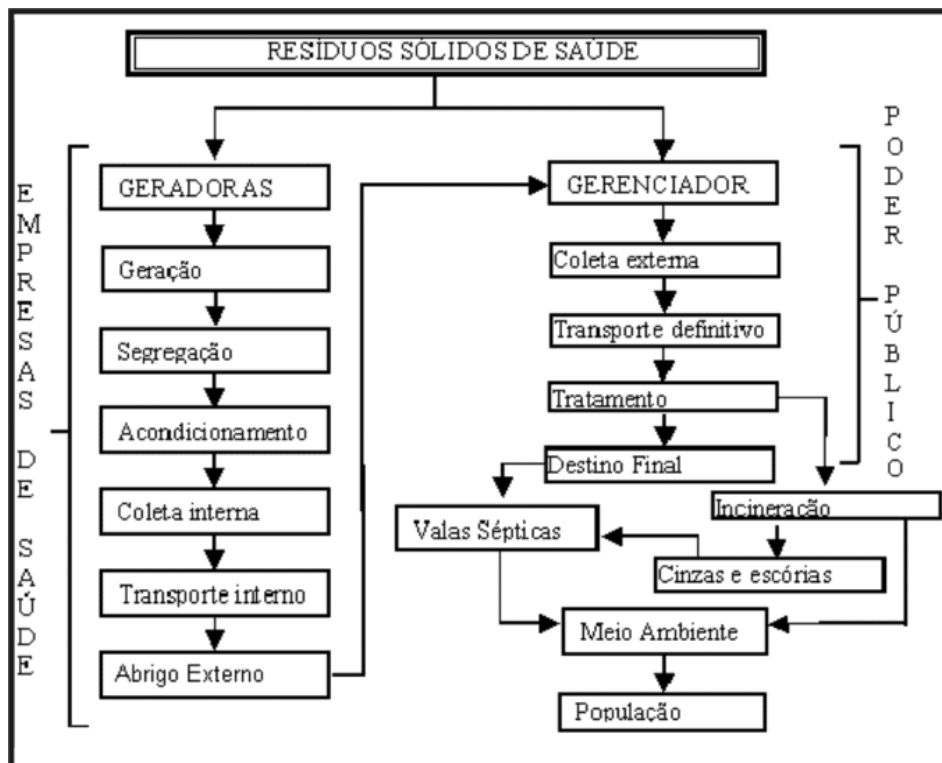 RESÍDUOS SÓLIDOS DE SAÚDE
EMPRESAS DE SAÚDE
GERADORAS
Geração
Segregação
Acondicionamento
Coleta interna
Transporte interno
Abrigo Externo
PODER PÚBLICO
GERENCIADOR
Coleta externa
Transporte definitivo
Tratamento
Destino Final
Incineração
Valas Sépticas
Cinzas e escórias
Meio Ambiente
População